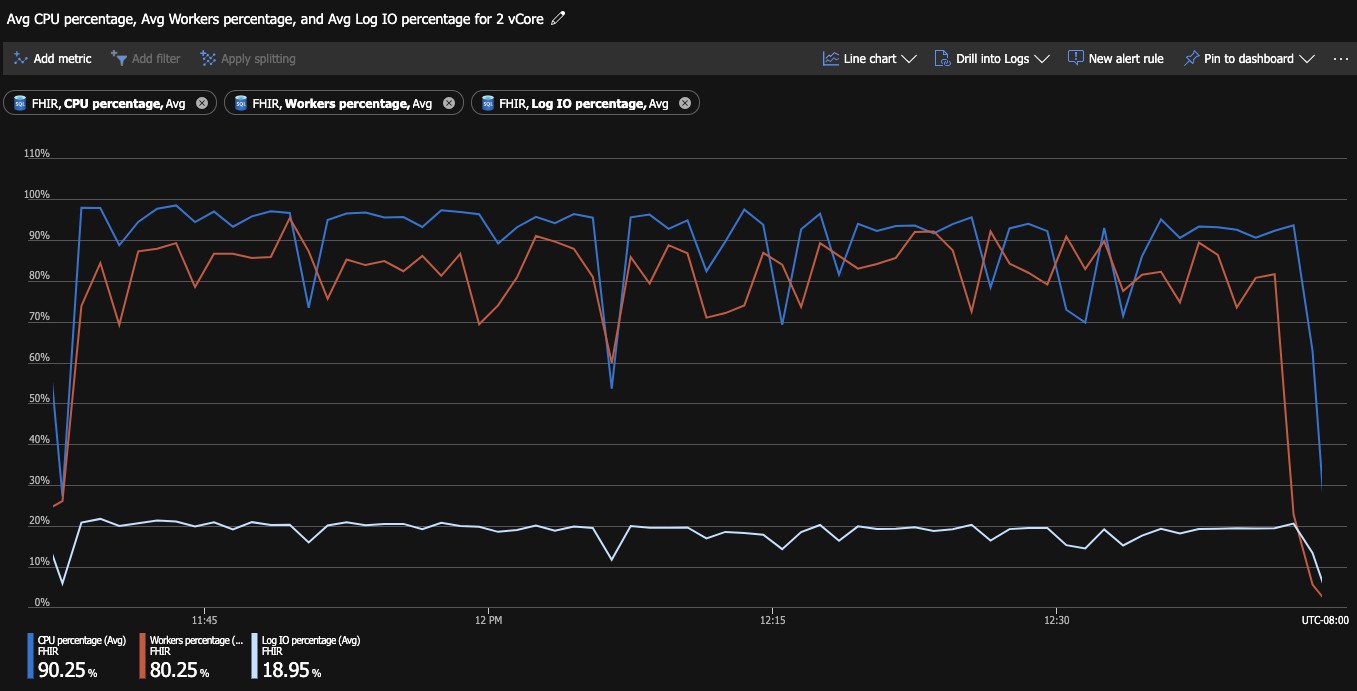 Avg CPU percentage, Avg Workers percentage, and Avg Log IO percentage for 2 vCore
Add metric Add filter Apply splitting Line chart Drill into Logs New alert rule Pin to dashboard ...
FHIR, CPU percentage, Avg FHIR, Workers percentage, Avg FHIR, Log IO percentage, Avg
110%
100%
90%
80%
70%
60%
50%
40%
30%
20%
10%
0%
11:45 12 PM 12:15 12:30 UTC-08:00
CPU percentage (Avg) Workers percentage (... Log IO percentage (Avg)
FHIR FHIR FHIR
90.25 % 80.25 % 18.95 %